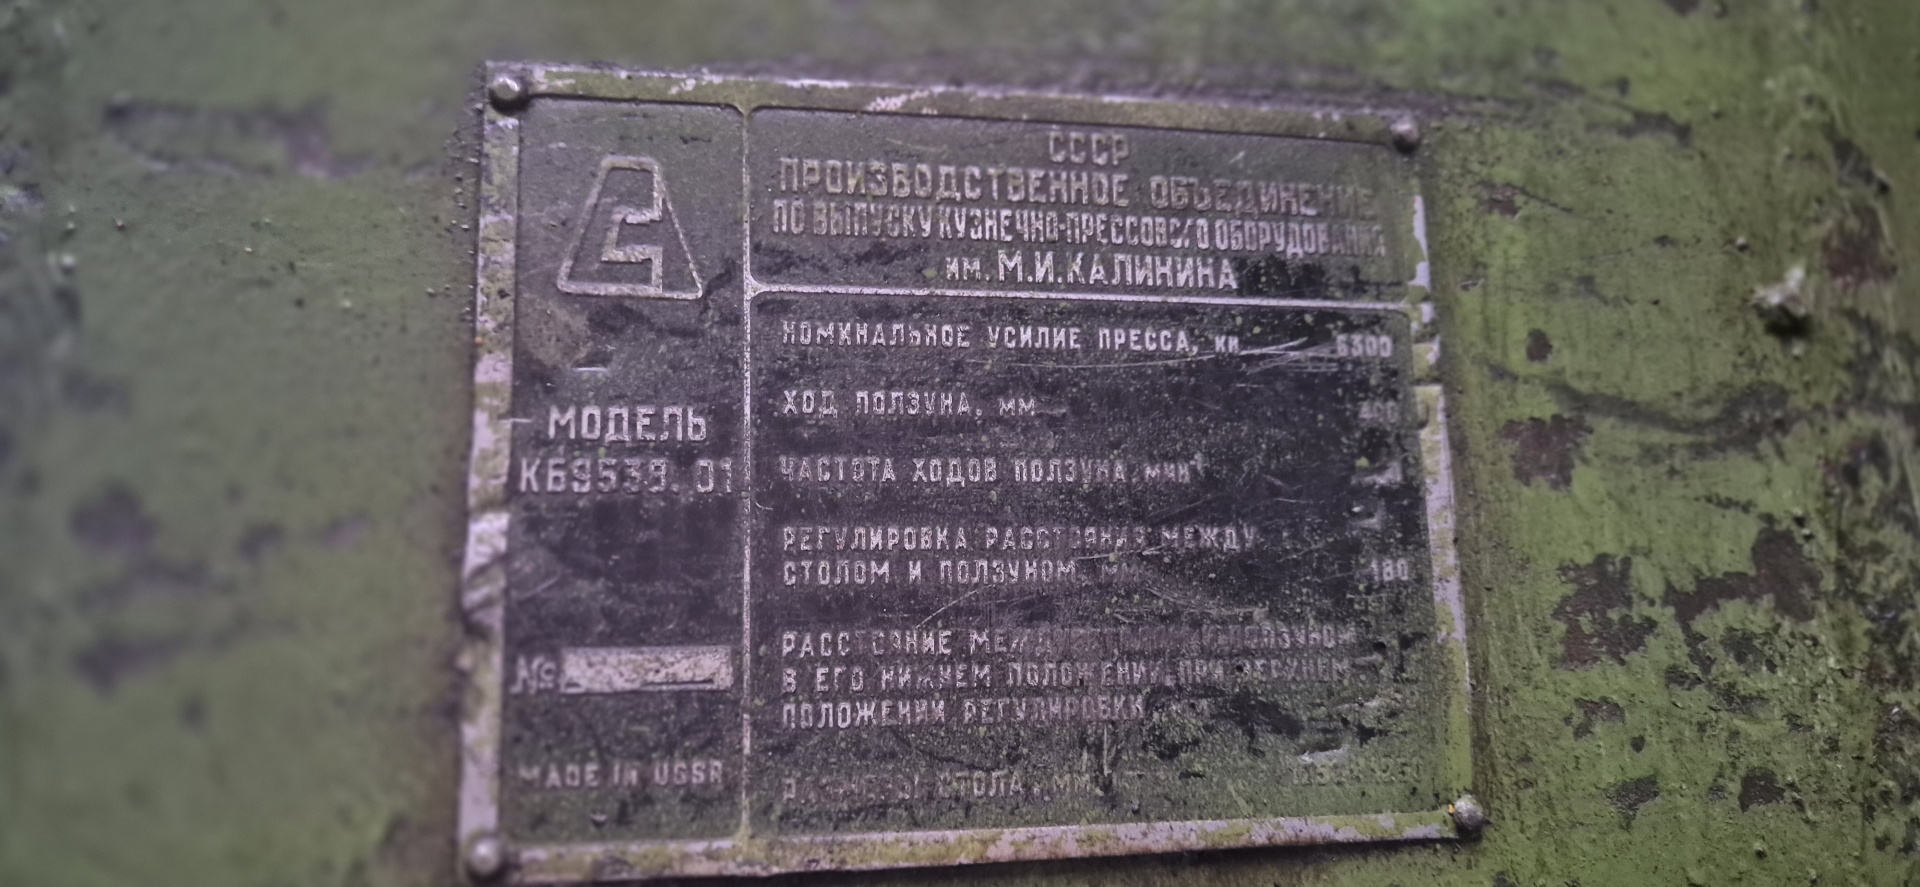 СССР
ПРОИЗВОДСТВЕННОЕ ОБЪЕДИНЕНИЕ
ПО ВЫПУСКУ КУЗНЕЧНО-ПРЕССОВОГО ОБОРУДОВАНИЯ
ИМ. М.И.КАЛИНИНА
МОДЕЛЬ
КБ9539.01
№
MADE IN USSR
НОМИНАЛЬНОЕ УСИЛИЕ ПРЕССА, КН 6300
ХОД ПОЛЗУНА, ММ 400
ЧАСТОТА ХОДОВ ПОЛЗУНА, МИН
РЕГУЛИРОВКА РАССТОЯНИЯ МЕЖДУ
СТОЛОМ И ПОЛЗУНОМ, ММ 180
РАССТОЯНИЕ МЕЖДУ ПОЛЗУНОМ
В ЕГО НИЖНЕМ ПОЛОЖЕНИИ, ПРИ ВЕРХНЕМ
ПОЛОЖЕНИИ РЕГУЛИРОВКИ
РАЗМЕРЫ СТОЛА, ММ